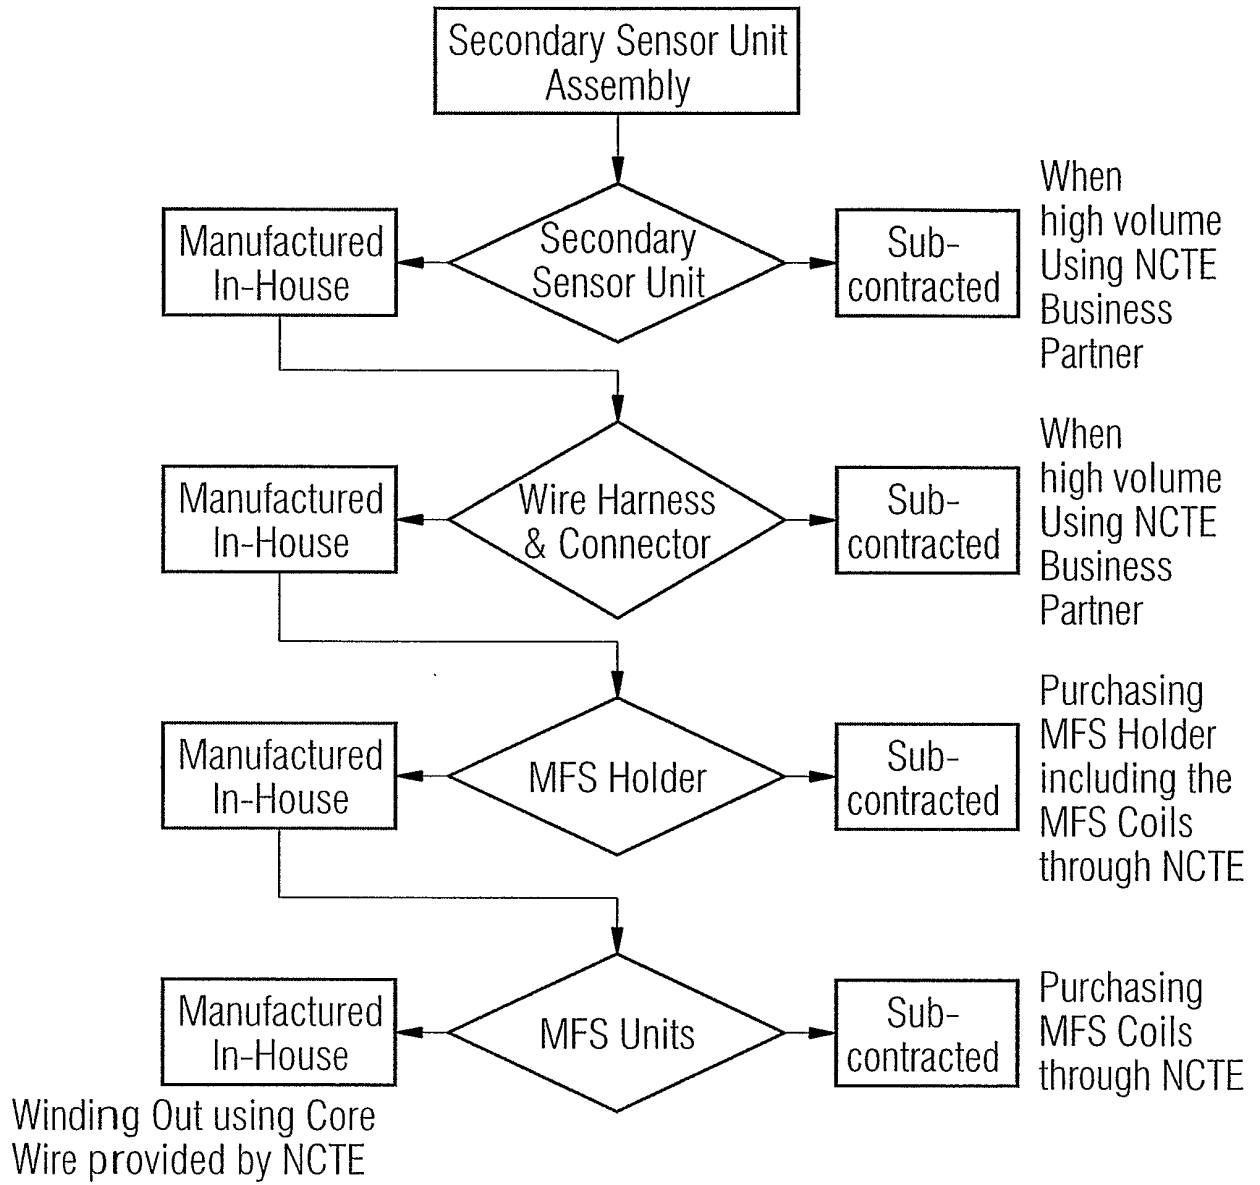 Secondary Sensor Unit
Assembly
Manufactured
In-House
Secondary
Sensor Unit
Sub-
contracted
When
high volume
Using NCTE
Business
Partner
Manufactured
In-House
Wire Harness
& Connector
Sub-
contracted
When
high volume
Using NCTE
Business
Partner
Manufactured
In-House
MFS Holder
Sub-
contracted
Purchasing
MFS Holder
including the
MFS Coils
through NCTE
Manufactured
In-House
MFS Units
Sub-
contracted
Purchasing
MFS Coils
through NCTE
Winding Out using Core
Wire provided by NCTE